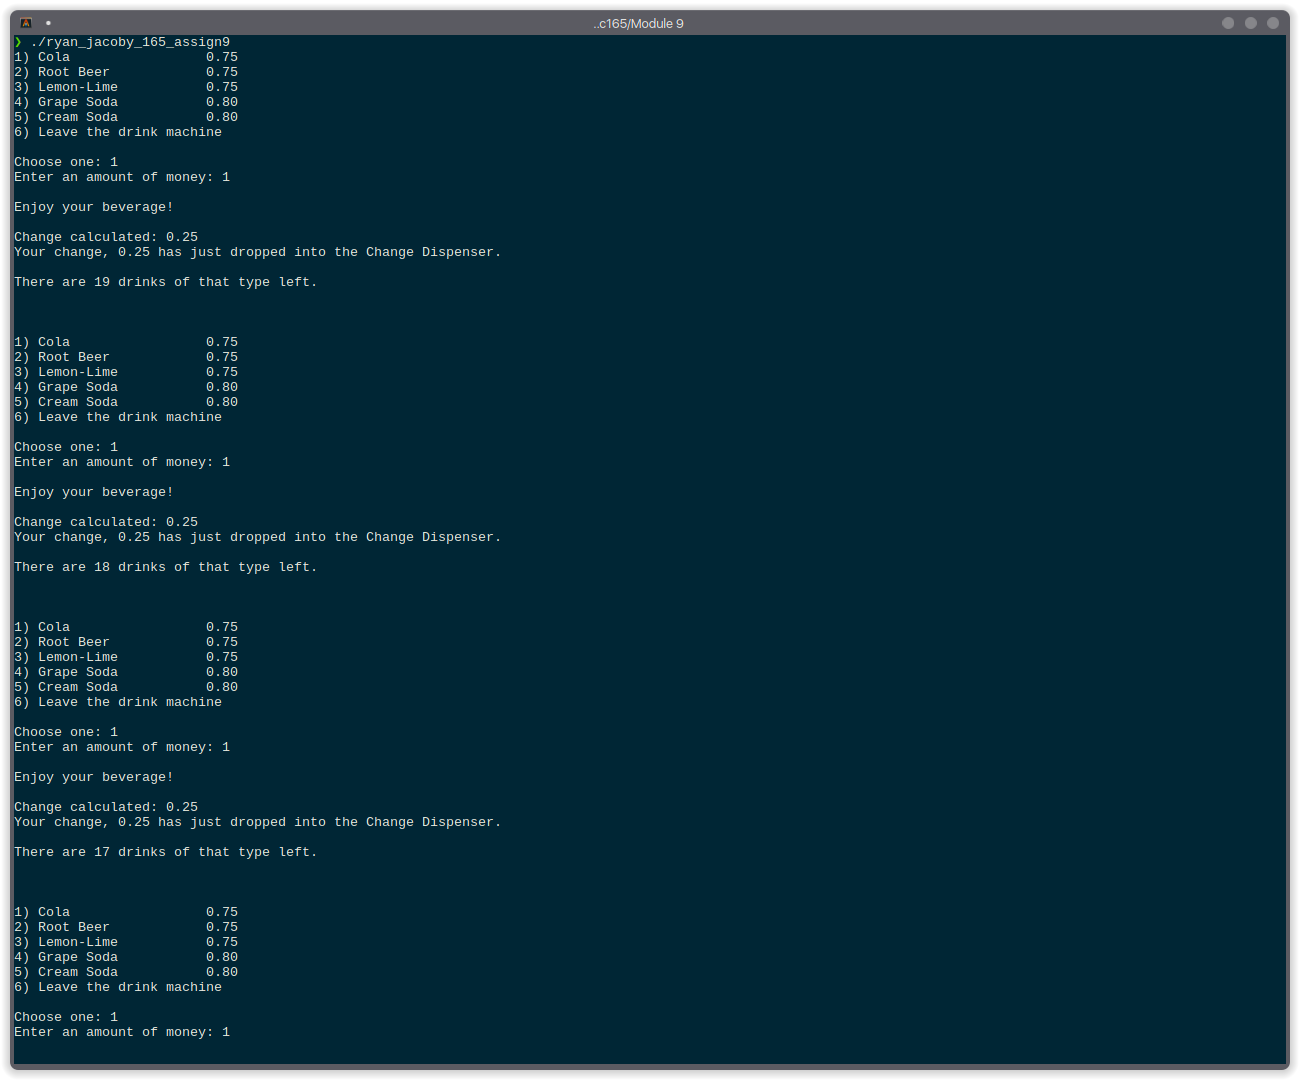 ..c165/Module 9
❯ ./ryan_jacoby_165_assign9
1) Cola                 0.75
2) Root Beer            0.75
3) Lemon-Lime           0.75
4) Grape Soda           0.80
5) Cream Soda           0.80
6) Leave the drink machine

Choose one: 1
Enter an amount of money: 1

Enjoy your beverage!

Change calculated: 0.25
Your change, 0.25 has just dropped into the Change Dispenser.

There are 19 drinks of that type left.

1) Cola                 0.75
2) Root Beer            0.75
3) Lemon-Lime           0.75
4) Grape Soda           0.80
5) Cream Soda           0.80
6) Leave the drink machine

Choose one: 1
Enter an amount of money: 1

Enjoy your beverage!

Change calculated: 0.25
Your change, 0.25 has just dropped into the Change Dispenser.

There are 18 drinks of that type left.

1) Cola                 0.75
2) Root Beer            0.75
3) Lemon-Lime           0.75
4) Grape Soda           0.80
5) Cream Soda           0.80
6) Leave the drink machine

Choose one: 1
Enter an amount of money: 1

Enjoy your beverage!

Change calculated: 0.25
Your change, 0.25 has just dropped into the Change Dispenser.

There are 17 drinks of that type left.

1) Cola                 0.75
2) Root Beer            0.75
3) Lemon-Lime           0.75
4) Grape Soda           0.80
5) Cream Soda           0.80
6) Leave the drink machine

Choose one: 1
Enter an amount of money: 1